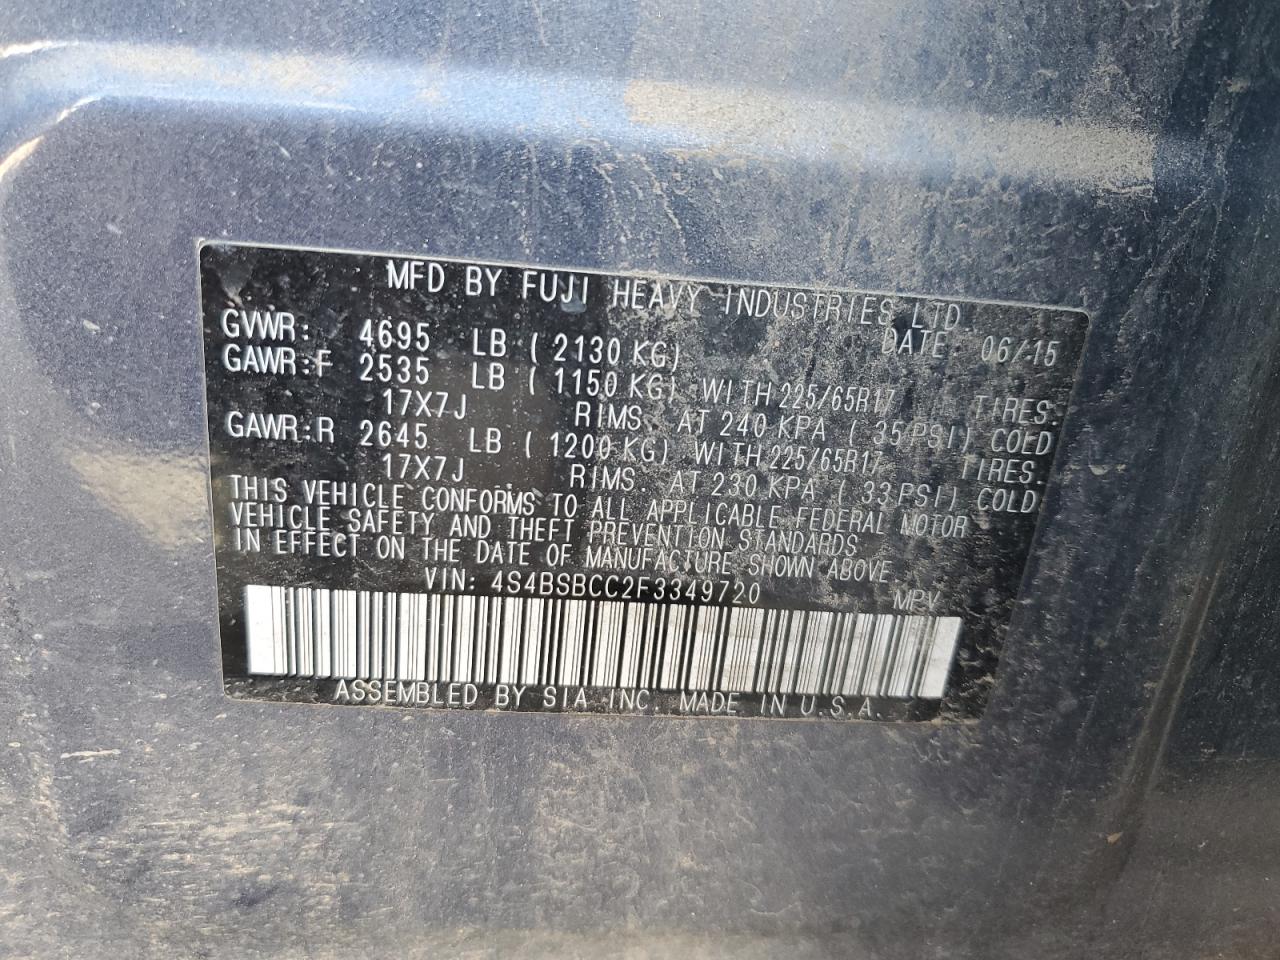 MFD BY FUJI HEAVY INDUSTRIES LTD.
GVWR: 4695 LB ( 2130 KG) DATE: 06/15
GAWR:F 2535 LB ( 1150 KG) WITH 225/65R17 TIRES.
17X7J RIMS. AT 240 KPA ( 35 PSI) COLD
GAWR:R 2645 LB ( 1200 KG) WITH 225/65R17 TIRES.
17X7J RIMS. AT 230 KPA ( 33 PSI) COLD
THIS VEHICLE CONFORMS TO ALL APPLICABLE FEDERAL MOTOR
VEHICLE SAFETY AND THEFT PREVENTION STANDARDS
IN EFFECT ON THE DATE OF MANUFACTURE SHOWN ABOVE
VIN: 4S4BSBCC2F3349720 MPV
ASSEMBLED BY SIA INC. MADE IN U.S.A.